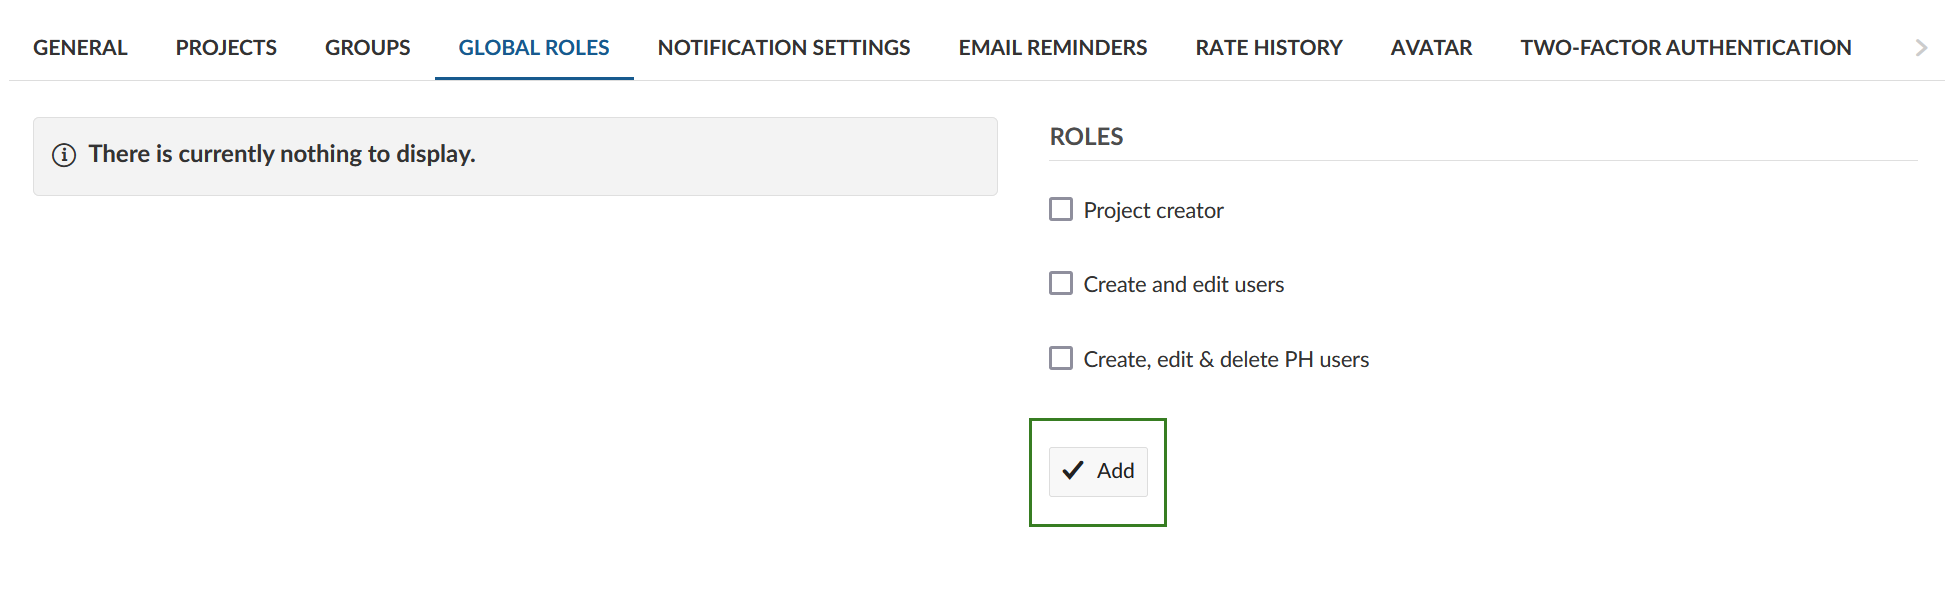 GENERAL PROJECTS GROUPS GLOBAL ROLES NOTIFICATION SETTINGS EMAIL REMINDERS RATE HISTORY AVATAR TWO-FACTOR AUTHENTICATION
There is currently nothing to display.
ROLES
Project creator
Create and edit users
Create, edit & delete PH users
Add